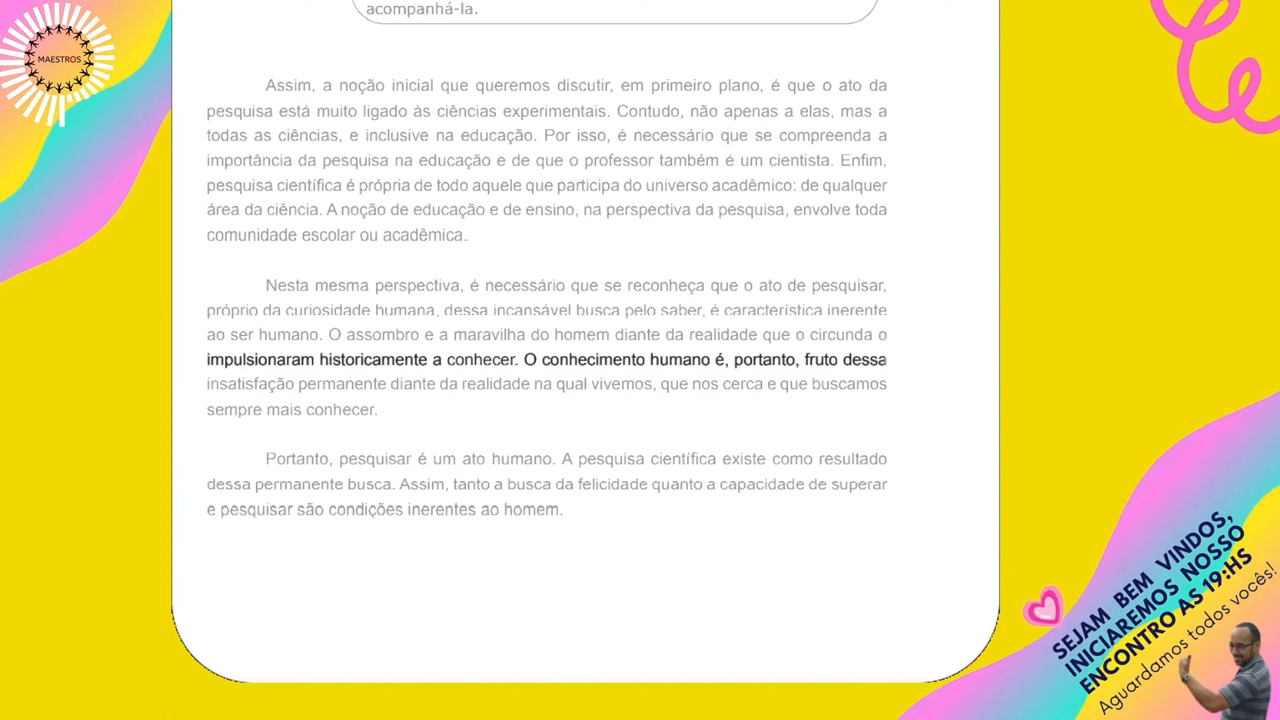 acompanhá-la.
MAESTROS
Assim, a noção inicial que queremos discutir, em primeiro plano, é que o ato da
pesquisa está muito ligado às ciências experimentais. Contudo, não apenas a elas, mas a
todas as ciências, e inclusive na educação. Por isso, é necessário que se compreenda a
importância da pesquisa na educação e de que o professor também é um cientista. Enfim,
pesquisa científica é própria de todo aquele que participa do universo acadêmico: de qualquer
área da ciência. A noção de educação e de ensino, na perspectiva da pesquisa, envolve toda
comunidade escolar ou acadêmica.
Nesta mesma perspectiva, é necessário que se reconheça que o ato de pesquisar,
próprio da curiosidade humana, dessa incansável busca pelo saber, é característica inerente
ao ser humano. O assombro e a maravilha do homem diante da realidade que o circunda o
impulsionaram historicamente a conhecer. O conhecimento humano é, portanto, fruto dessa
insatisfação permanente diante da realidade na qual vivemos, que nos cerca e que buscamos
sempre mais conhecer.
Portanto, pesquisar é um ato humano. A pesquisa científica existe como resultado
dessa permanente busca. Assim, tanto a busca da felicidade quanto a capacidade de superar
e pesquisar são condições inerentes ao homem.
SEJAM BEM VINDOS,
INICIAREMOS NOSSO
ENCONTRO AS 19:HS
Aguardamos todos vocês!